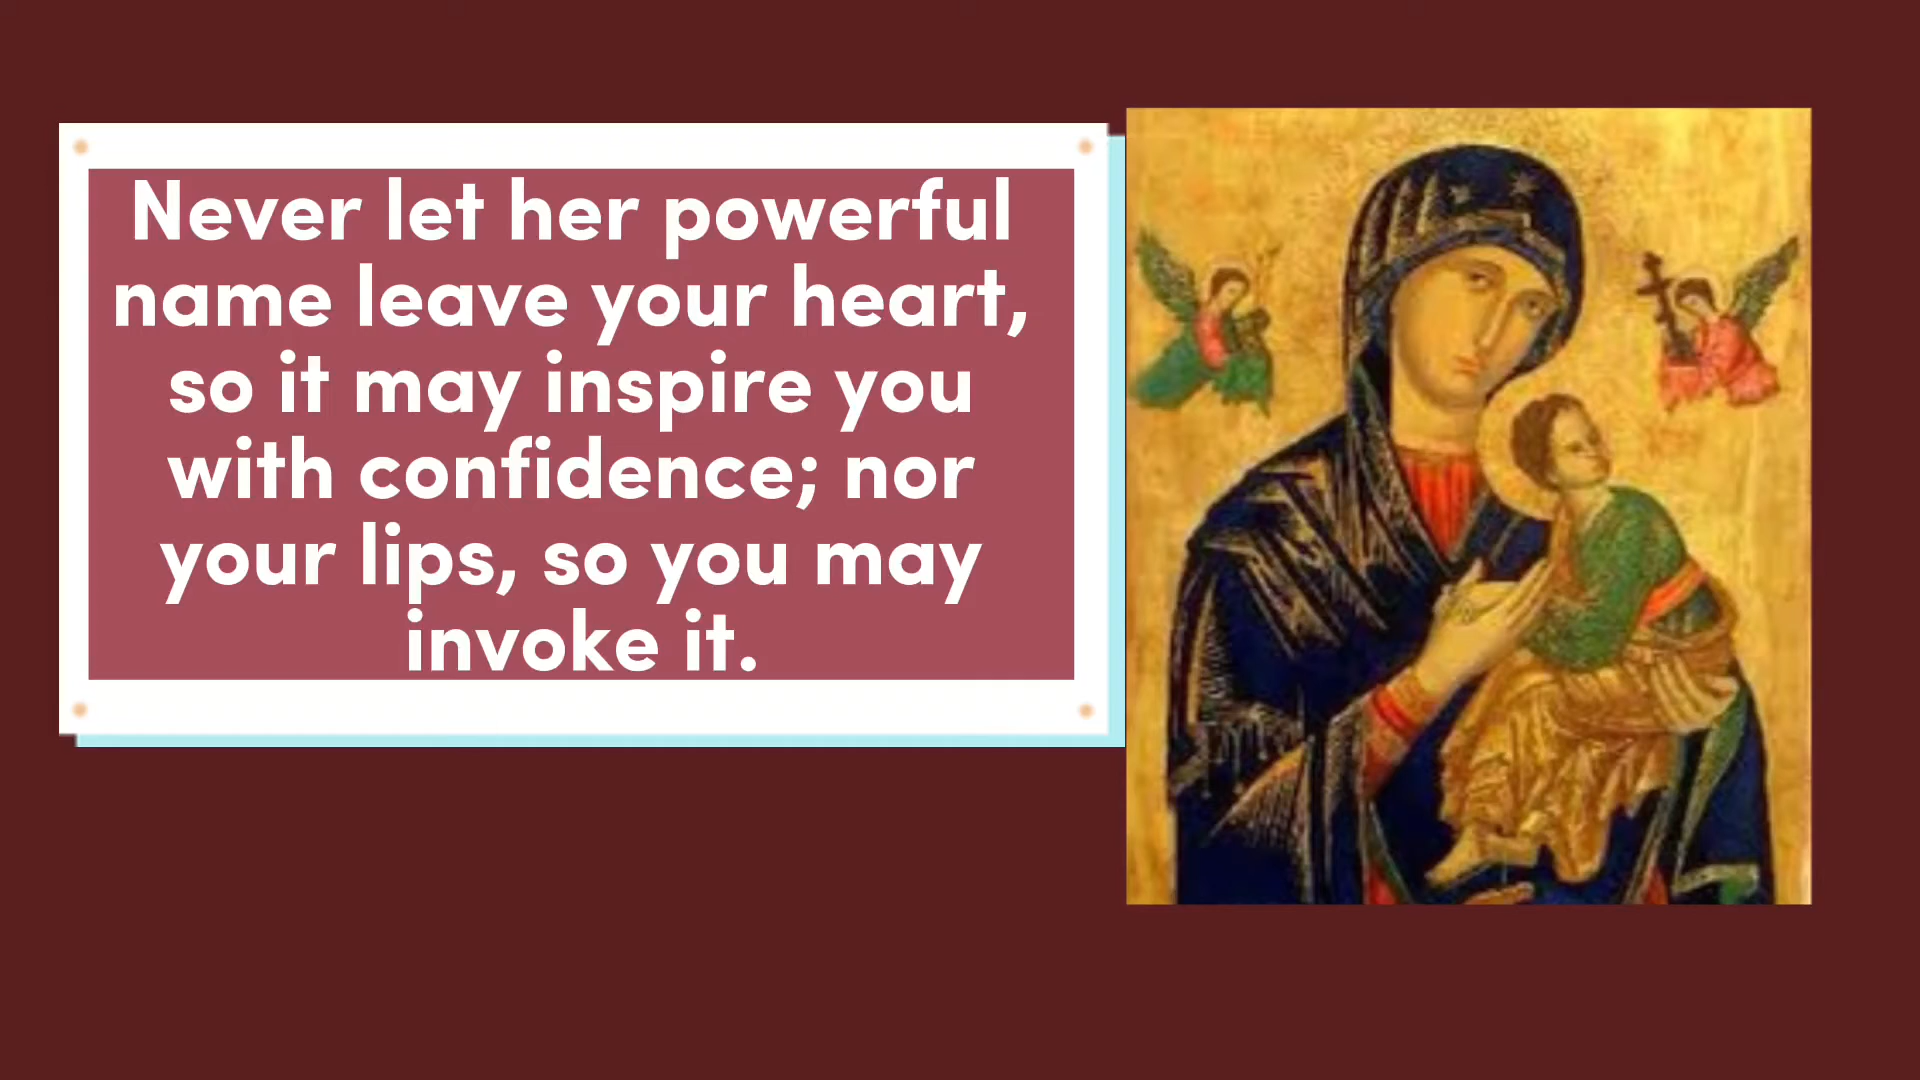 Never let her powerful
name leave your heart,
so it may inspire you
with confidence; nor
your lips, so you may
invoke it.